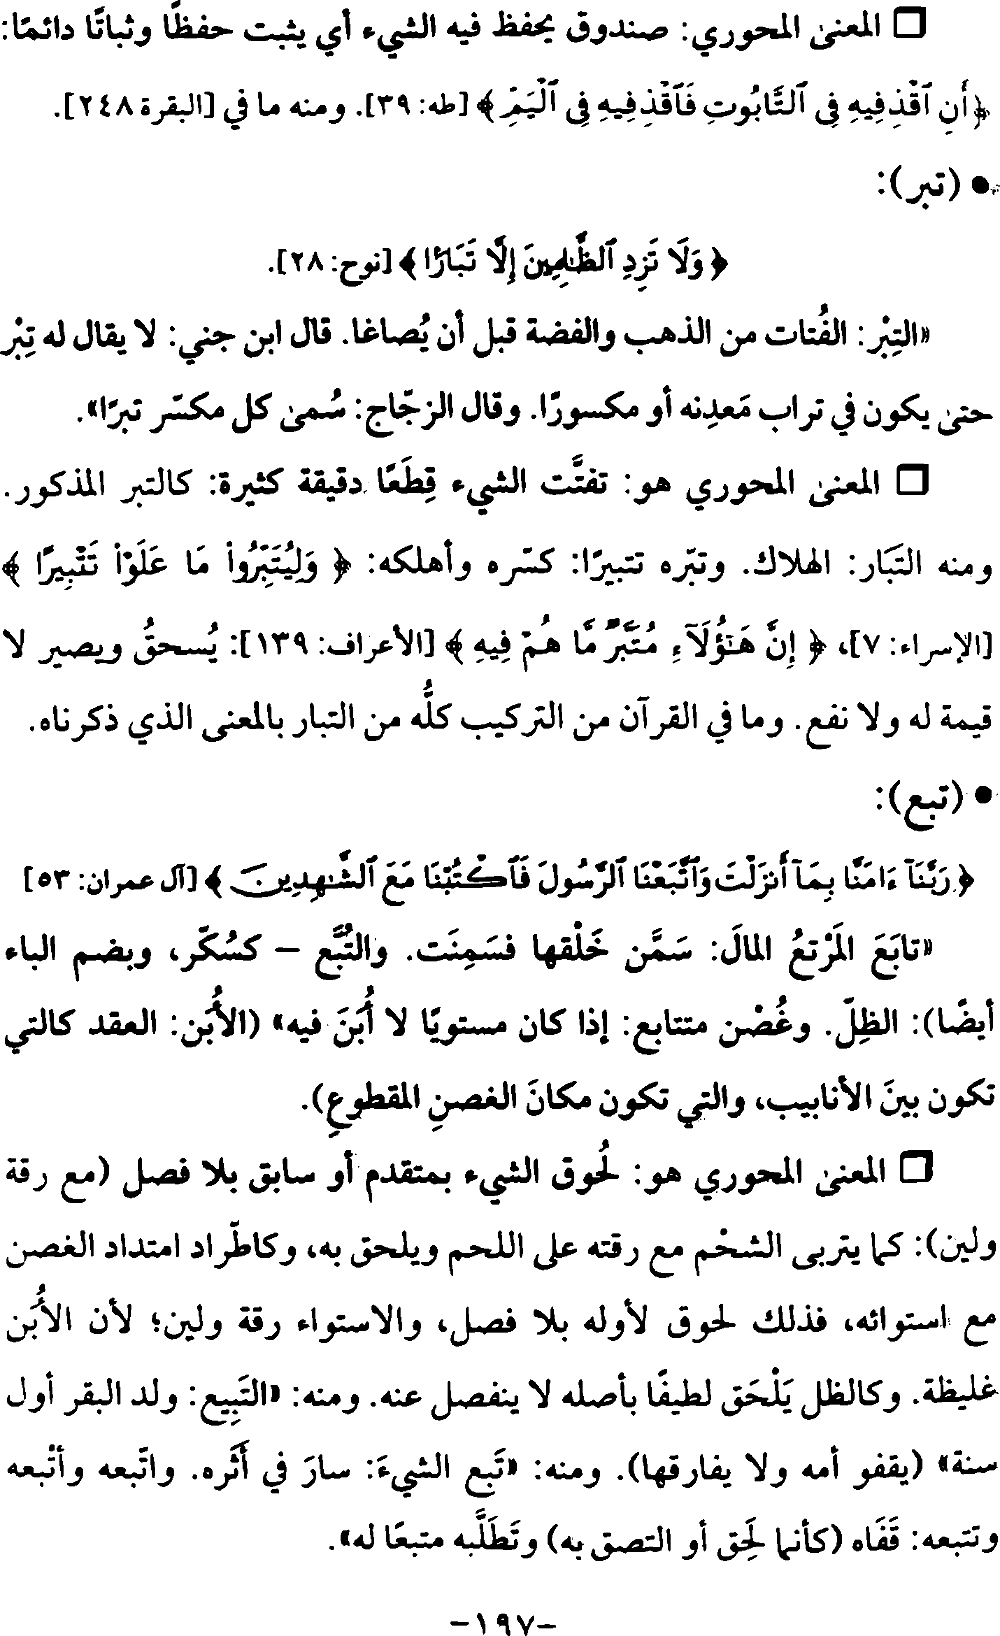 ❒ المعنى المحوري: صندوق يحفظ فيه الشيء أي يثبت حفظًا وثباتًا دائمًا:
﴿أَنِ ٱقْذِفِيهِ فِى ٱلتَّابُوتِ فَٱقْذِفِيهِ فِى ٱلْيَمِّ﴾ [طه: ٣٩]. ومنه ما في [البقرة ٢٤٨].
• (تبر):
﴿وَلَا تَزِدِ ٱلظَّٰلِمِينَ إِلَّا تَبَارًا﴾ [نوح: ٢٨].
«التِبْر: الفُتات من الذهب والفضة قبل أن يُصاغا. قال ابن جني: لا يقال له تِبْر
حتى يكون في تراب مَعدِنه أو مكسورًا. وقال الزجّاج: سُمى كل مكسّر تبرًا».
❒ المعنى المحوري هو: تفتَّت الشيء قِطَعًا دقيقة كثيرة: كالتبر المذكور.
ومنه التَبَار: الهلاك. وتبّره تتبيرًا: كسّره وأهلكه: ﴿وَلِيُتَبِّرُوا۟ مَا عَلَوْا۟ تَتْبِيرًا﴾
[الإسراء: ٧]، ﴿إِنَّ هَٰٓؤُلَآءِ مُتَبَّرٌ مَّا هُمْ فِيهِ﴾ [الأعراف: ١٣٩]: يُسحقُ ويصير لا
قيمة له ولا نفع. وما في القرآن من التركيب كلُّه من التبار بالمعنى الذي ذكرناه.
• (تبع):
﴿رَبَّنَآ ءَامَنَّا بِمَآ أَنزَلْتَ وَٱتَّبَعْنَا ٱلرَّسُولَ فَٱكْتُبْنَا مَعَ ٱلشَّٰهِدِينَ﴾ [آل عمران: ٥٣]
«تابَعَ المَرْتعُ المالَ: سَمَّن خَلْقها فسَمِنَت. والتُبَّع – كسُكّر، وبضم الباء
أيضًا): الظِلّ. وغُصْن متتابع: إذا كان مستويًا لا أُبَنَ فيه» (الأُبَن: العقد كالتي
تكون بينَ الأنابيب، والتي تكون مكانَ الغصنِ المقطوعِ).
❒ المعنى المحوري هو: لُحوق الشيء بمتقدم أو سابق بلا فصل (مع رقة
ولين): كما يتربى الشحْم مع رقته على اللحم ويلحق به، وكاطّراد امتداد الغصن
مع استوائه، فذلك لحوق لأوله بلا فصل، والاستواء رقة ولين؛ لأن الأُبَن
غليظة. وكالظل يَلْحَق لطيفًا بأصله لا ينفصل عنه. ومنه: «التَبِيع: ولد البقر أول
سنة» (يقفو أمه ولا يفارقها). ومنه: «تَبع الشيءَ: سارَ في أَثَره. واتّبعه وأتْبعه
وتتبعه: قَفَاه (كأنما لَحِق أو التصق به) وتَطَلَّبه متبعًا له».
-١٩٧-